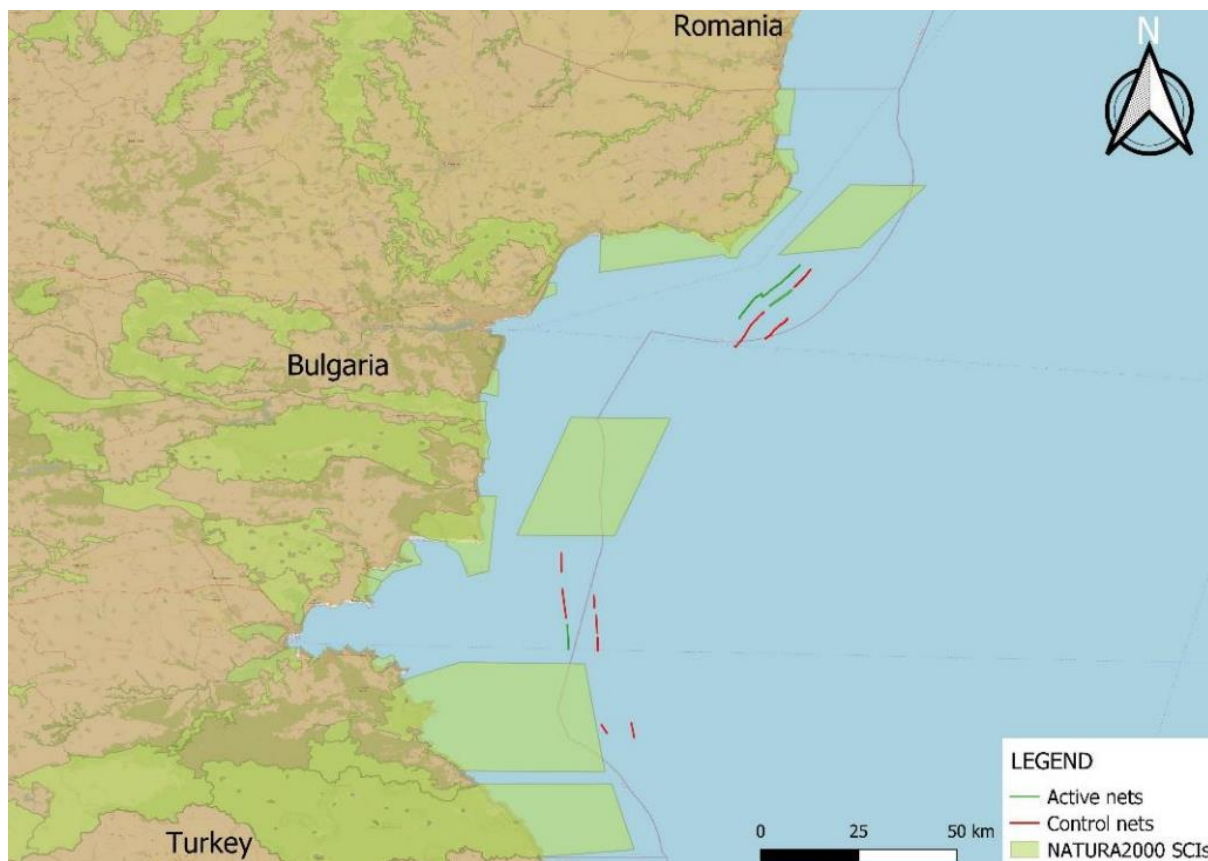 Romania
N
Bulgaria
LEGEND
Active nets
Control nets
NATURA2000 SCIs
Turkey
0 25 50 km